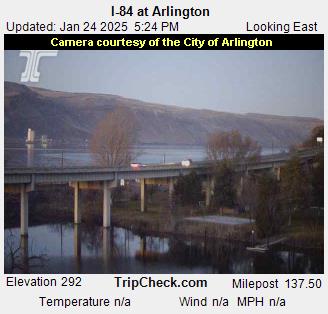 I-84 at Arlington
Updated: Jan 24 2025 5:24 PM Looking East
Camera courtesy of the City of Arlington
Elevation 292 TripCheck.com Milepost 137.50
Temperature n/a Wind n/a MPH n/a